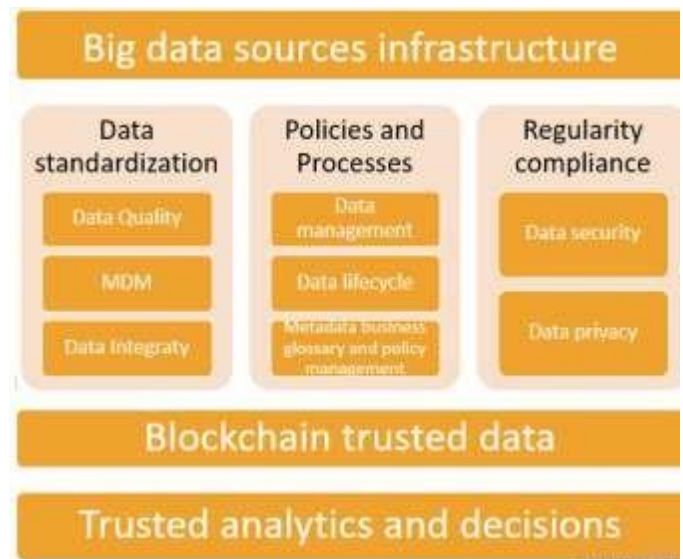 Big data sources infrastructure
Data
standardization
Data Quality
MDM
Data Integraty
Policies and
Processes
Data
management
Data lifecycle
Metadata business
glossary and policy
management
Regularity
compliance
Data security
Data privacy
Blockchain trusted data
Trusted analytics and decisions